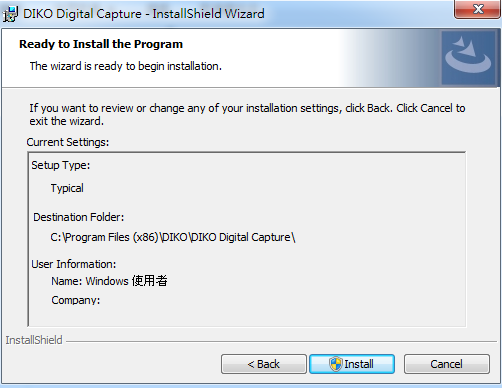 DIKO Digital Capture - InstallShield Wizard
Ready to Install the Program
The wizard is ready to begin installation.
If you want to review or change any of your installation settings, click Back. Click Cancel to
exit the wizard.
Current Settings:
Setup Type:
Typical
Destination Folder:
C:\Program Files (x86)\DIKO\DIKO Digital Capture\
User Information:
Name: Windows 使用者
Company:
InstallShield
< Back
Install
Cancel